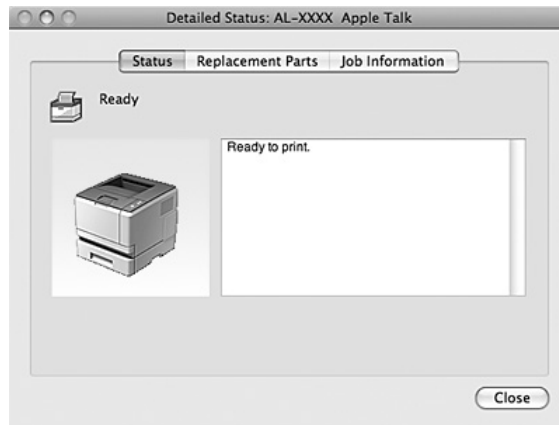 Detailed Status: AL-XXXX Apple Talk
Status Replacement Parts Job Information
Ready
Ready to print.
Close